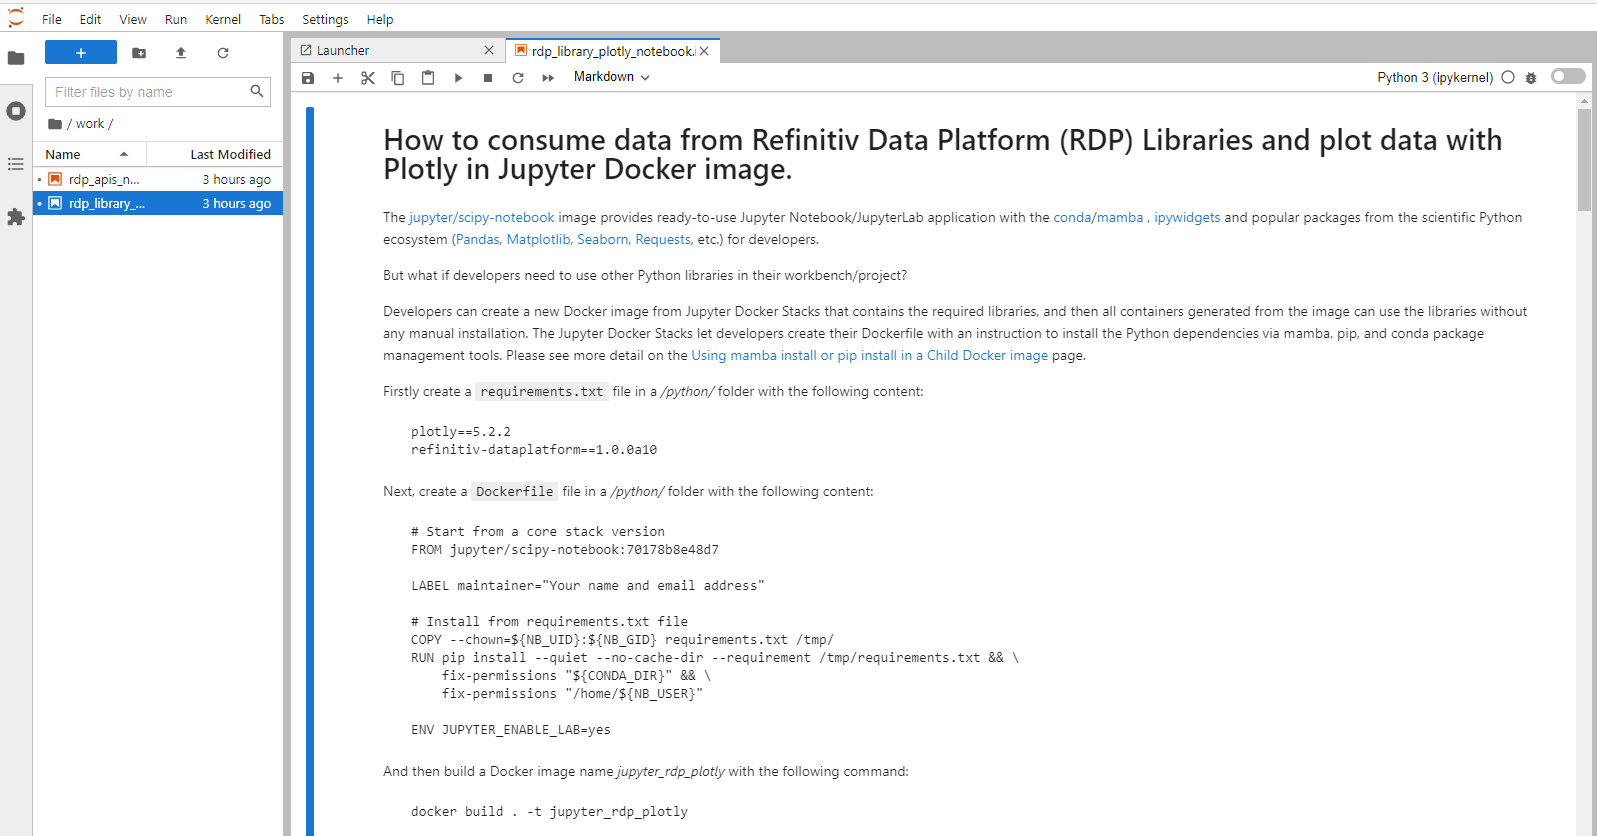 File Edit View Run Kernel Tabs Settings Help
Launcher
rdp_library_plotly_notebook.i
Filter files by name
/ work /
Name Last Modified
rdp_apis_n... 3 hours ago
rdp_library_... 3 hours ago
Markdown
Python 3 (ipykernel)
How to consume data from Refinitiv Data Platform (RDP) Libraries and plot data with
Plotly in Jupyter Docker image.
The jupyter/scipy-notebook image provides ready-to-use Jupyter Notebook/JupyterLab application with the conda/mamba , ipywidgets and popular packages from the scientific Python
ecosystem (Pandas, Matplotlib, Seaborn, Requests, etc.) for developers.
But what if developers need to use other Python libraries in their workbench/project?
Developers can create a new Docker image from Jupyter Docker Stacks that contains the required libraries, and then all containers generated from the image can use the libraries without
any manual installation. The Jupyter Docker Stacks let developers create their Dockerfile with an instruction to install the Python dependencies via mamba, pip, and conda package
management tools. Please see more detail on the Using mamba install or pip install in a Child Docker image page.
Firstly create a requirements.txt file in a /python/ folder with the following content:
plotly==5.2.2
refinitiv-dataplatform==1.0.0a10
Next, create a Dockerfile file in a /python/ folder with the following content:
# Start from a core stack version
FROM jupyter/scipy-notebook:70178b8e48d7
LABEL maintainer="Your name and email address"
# Install from requirements.txt file
COPY --chown=${NB_UID}:${NB_GID} requirements.txt /tmp/
RUN pip install --quiet --no-cache-dir --requirement /tmp/requirements.txt && \
fix-permissions "${CONDA_DIR}" && \
fix-permissions "/home/${NB_USER}"
ENV JUPYTER_ENABLE_LAB=yes
And then build a Docker image name jupyter_rdp_plotly with the following command:
docker build . -t jupyter_rdp_plotly